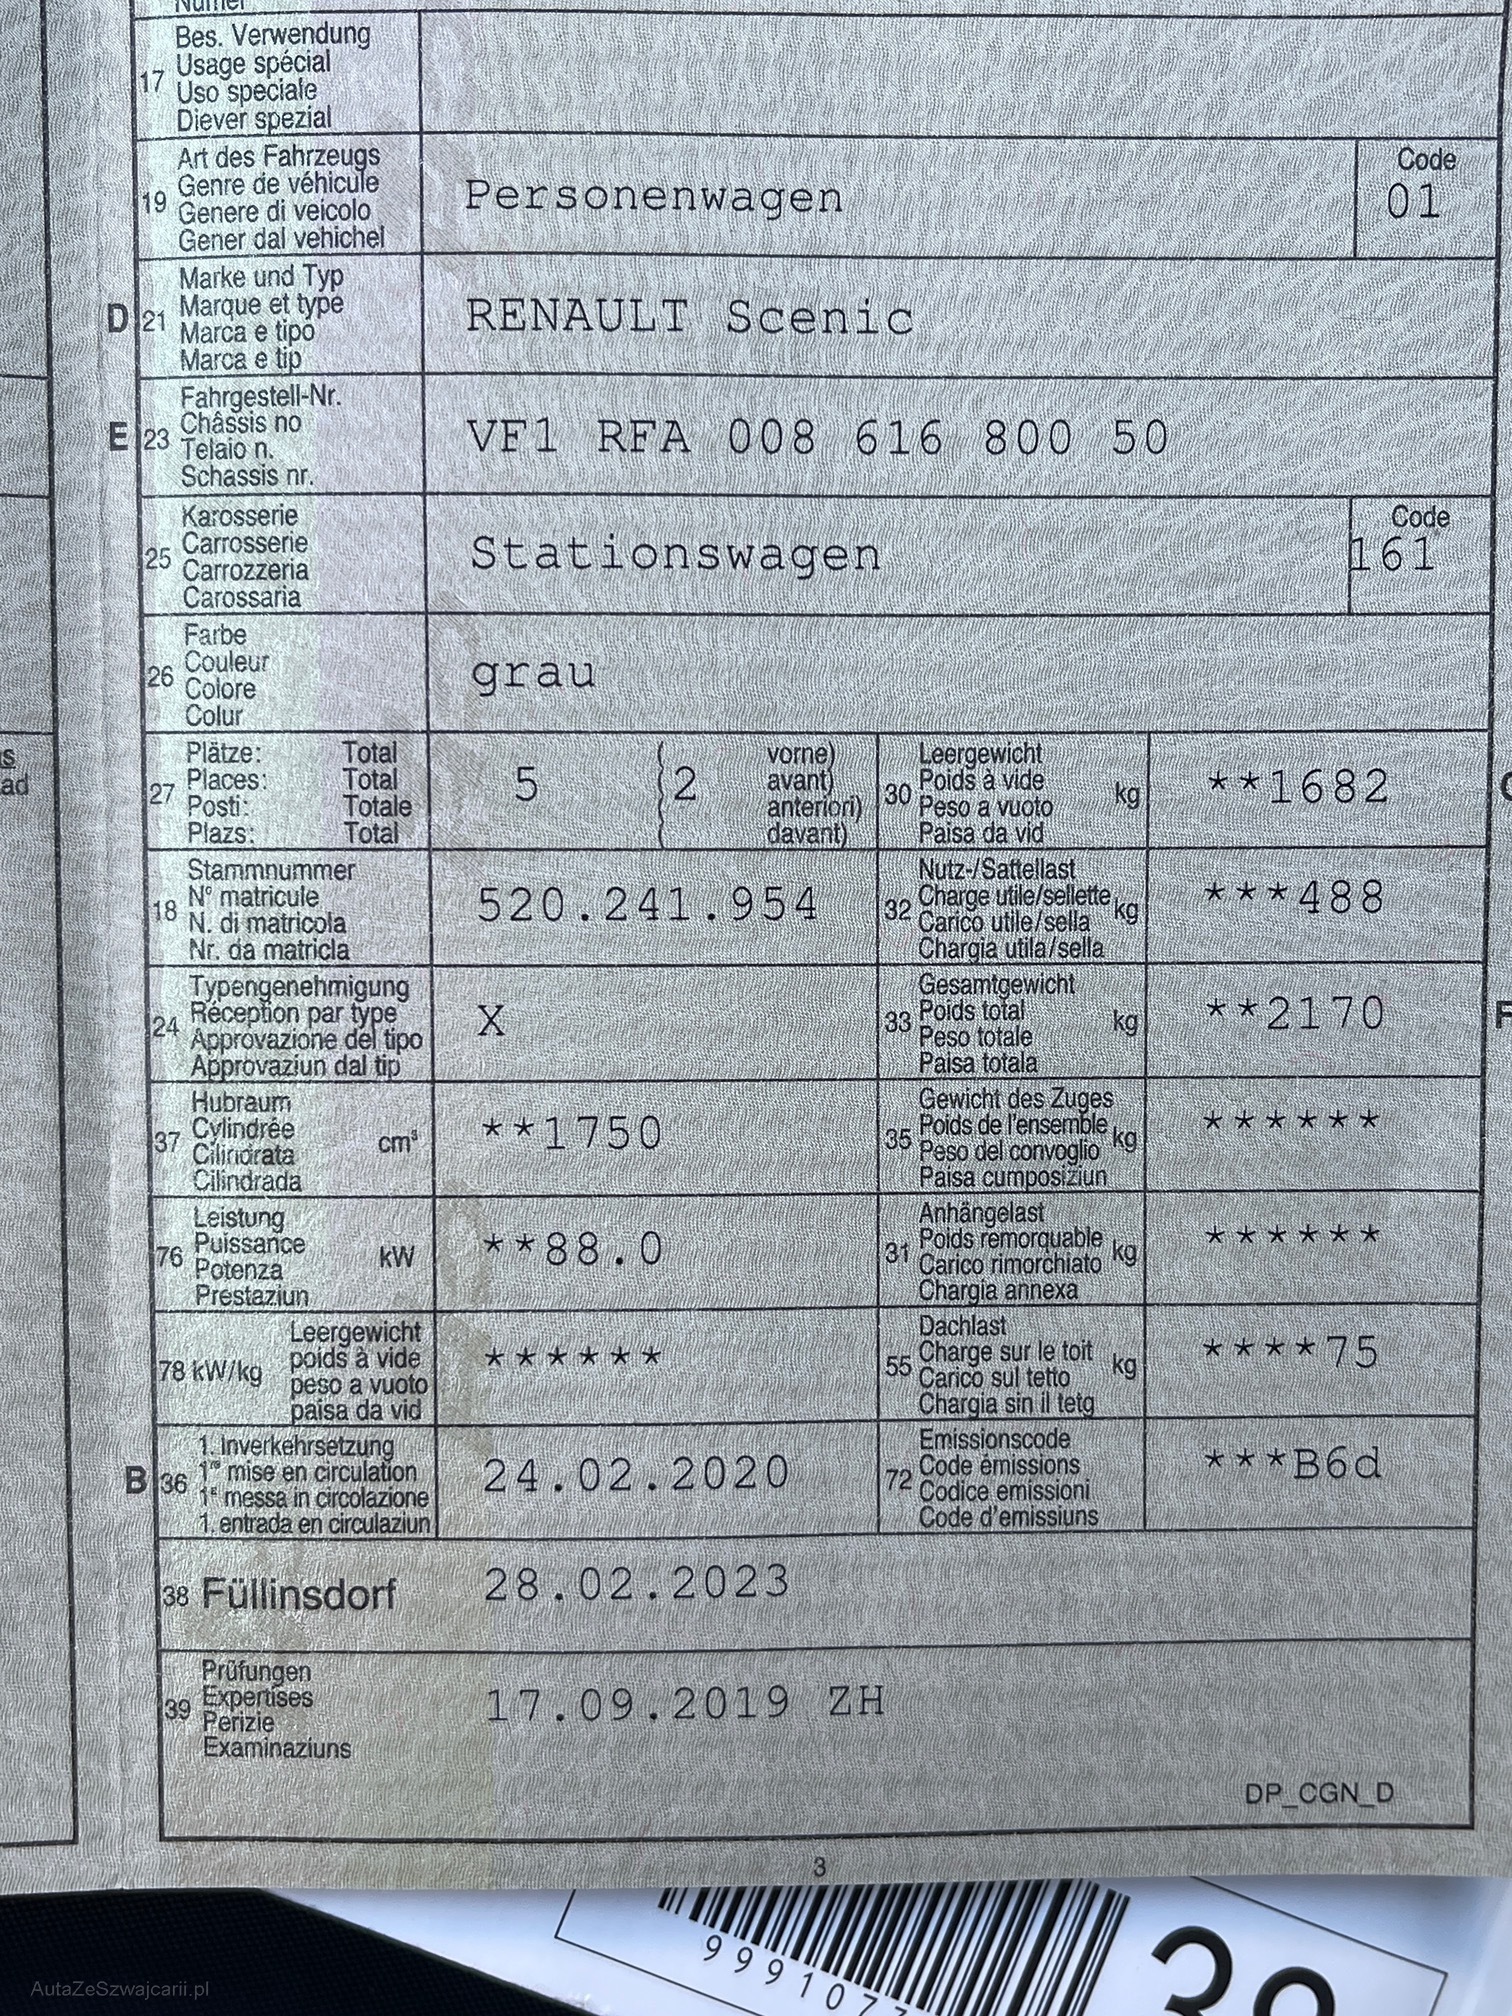 Bes. Verwendung
17 Usage spécial
Uso speciale
Diever spezial
Art des Fahrzeugs
19 Genre de véhicule
Genere di veicolo
Gener dal vehichel
Personenwagen
Code
01
Marke und Typ
D 21 Marque et type
Marca e tipo
Marca e tip
RENAULT Scenic
Fahrgestell-Nr.
E 23 Châssis no
Telaio n.
Schassis nr.
VF1 RFA 008 616 800 50
Karosserie
25 Carrosserie
Carrozzeria
Carossaria
Stationswagen
Code
161
Farbe
26 Couleur
Colore
Colur
grau
Plätze: Total
27 Places: Total
Posti: Totale
Plazs: Total
5 (2 vorne)
avant)
anteriori)
davant)
Leergewicht
30 Poids à vide kg
Peso a vuoto
Paisa da vid
**1682
Stammnummer
18 N° matricule
N. di matricola
Nr. da matricla
520.241.954
Nutz-/Sattellast
32 Charge utile/sellette kg
Carico utile/sella
Chargia utila/sella
***488
Typengenehmigung
24 Réception par type
Approvazione del tipo
Approvaziun dal tip
X
Gesamtgewicht
33 Poids total kg
Peso totale
Paisa totala
**2170
Hubraum
37 Cylindrée cm³
Cilindrata
Cilindrada
**1750
Gewicht des Zuges
35 Poids de l'ensemble kg
Peso del convoglio
Paisa cumposiziun
******
Leistung
76 Puissance kW
Potenza
Prestaziun
**88.0
Anhängelast
31 Poids remorquable kg
Carico rimorchiato
Chargia annexa
******
Leergewicht
78 kW/kg poids à vide
peso a vuoto
paisa da vid
******
Dachlast
55 Charge sur le toit kg
Carico sul tetto
Chargia sin il tetg
****75
1. Inverkehrsetzung
B 36 1re mise en circulation
1a messa in circolazione
1. entrada en circulaziun
24.02.2020
Emissionscode
72 Code émissions
Codice emissioni
Code d'emissiuns
***B6d
38 Füllinsdorf 28.02.2023
Prüfungen
39 Expertises
Perizie
Examinaziuns
17.09.2019 ZH
DP_CGN_D
3
AutaZeSzwajcarii.pl